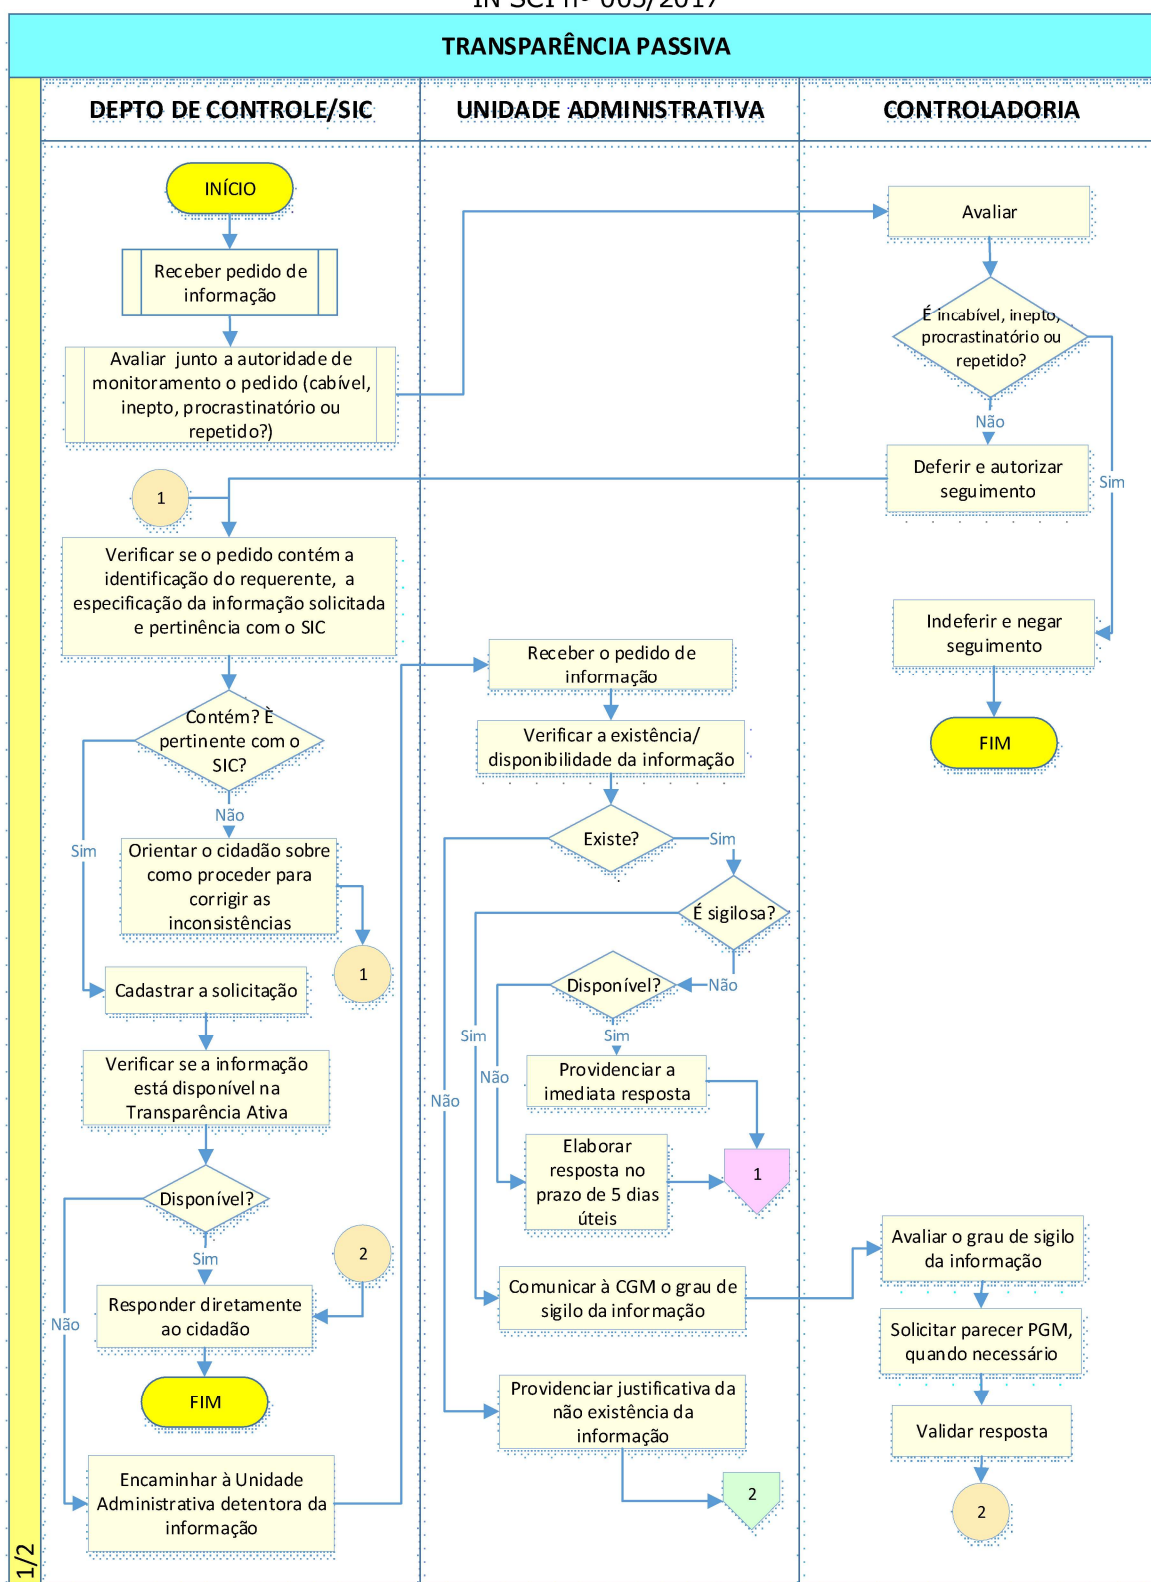 IN SCI nº 005/2017
TRANSPARÊNCIA PASSIVA
DEPTO DE CONTROLE/SIC
UNIDADE ADMINISTRATIVA
CONTROLADORIA
INÍCIO
Receber pedido de
informação
Avaliar junto a autoridade de
monitoramento o pedido (cabível,
inepto, procrastinatório ou
repetido?)
Avaliar
É incabível, inepto,
procrastinatório ou
repetido?
Não
Sim
Deferir e autorizar
seguimento
Indeferir e negar
seguimento
FIM
1
Verificar se o pedido contém a
identificação do requerente, a
especificação da informação solicitada
e pertinência com o SIC
Contém? È
pertinente com o
SIC?
Não
Sim
Orientar o cidadão sobre
como proceder para
corrigir as
inconsistências
1
Cadastrar a solicitação
Verificar se a informação
está disponível na
Transparência Ativa
Disponível?
Sim
Não
2
Responder diretamente
ao cidadão
FIM
Encaminhar à Unidade
Administrativa detentora da
informação
Receber o pedido de
informação
Verificar a existência/
disponibilidade da informação
Existe?
Sim
Não
É sigilosa?
Não
Sim
Disponível?
Sim
Não
Providenciar a
imediata resposta
Elaborar
resposta no
prazo de 5 dias
úteis
1
Comunicar à CGM o grau de
sigilo da informação
Providenciar justificativa da
não existência da
informação
2
Avaliar o grau de sigilo
da informação
Solicitar parecer PGM,
quando necessário
Validar resposta
2
1/2